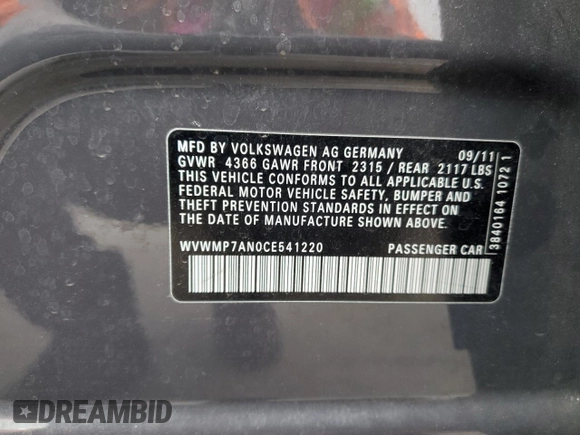 MFD BY VOLKSWAGEN AG GERMANY 09/11
GVWR 4366 GAWR FRONT 2315 / REAR 2117 LBS
THIS VEHICLE CONFORMS TO ALL APPLICABLE U.S.
FEDERAL MOTOR VEHICLE SAFETY, BUMPER AND
THEFT PREVENTION STANDARDS IN EFFECT ON
THE DATE OF MANUFACTURE SHOWN ABOVE.
WVWMP7AN0CE541220 PASSENGER CAR
3840164 1072 1
DREAMBID